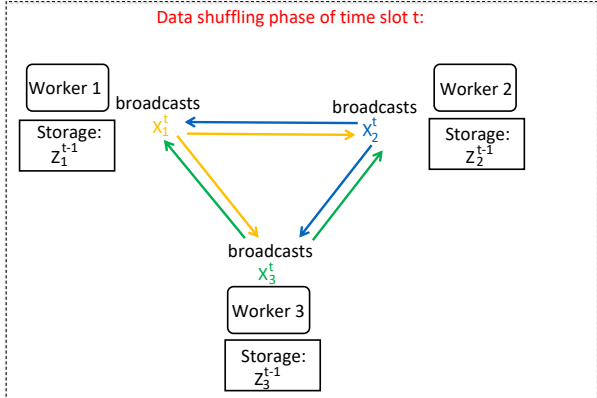 Data shuffling phase of time slot t:
Worker 1
Worker 2
broadcasts
broadcasts
X₁ᵗ
X₂ᵗ
Storage:
Z₁ᵗ⁻¹
Storage:
Z₂ᵗ⁻¹
broadcasts
X₃ᵗ
Worker 3
Storage:
Z₃ᵗ⁻¹